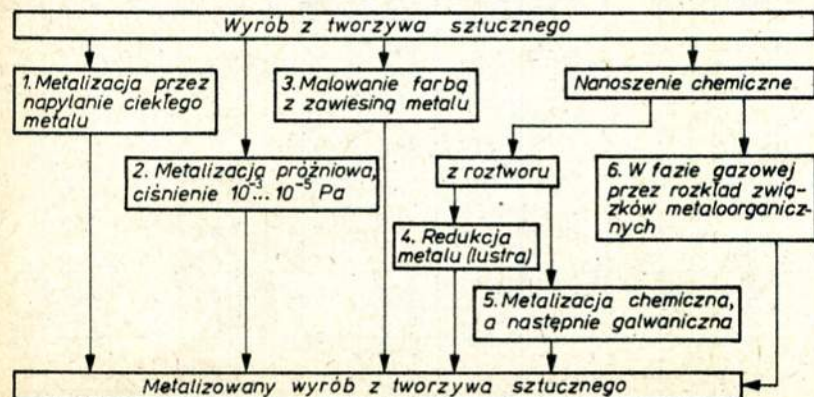 Wyrób z tworzywa sztucznego
1. Metalizacja przez
napylanie ciekłego
metalu
3. Malowanie farbą
z zawiesiną metalu
Nanoszenie chemiczne
2. Metalizacja próżniowa,
ciśnienie 10⁻³... 10⁻⁵ Pa
z roztworu
6. W fazie gazowej
przez rozkład zwią-
zków metaloorganicz-
nych
4. Redukcja
metalu (lustra)
5. Metalizacja chemiczna,
a następnie galwaniczna
Metalizowany wyrób z tworzywa sztucznego